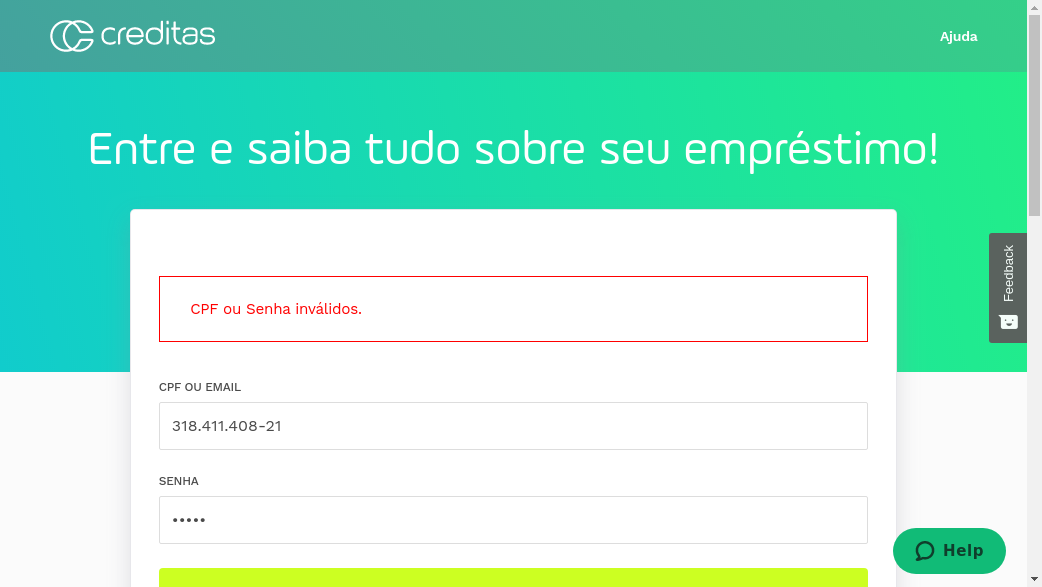 creditas
Ajuda
Entre e saiba tudo sobre seu empréstimo!
Feedback
CPF ou Senha inválidos.
CPF OU EMAIL
318.411.408-21
SENHA
•••••
Help